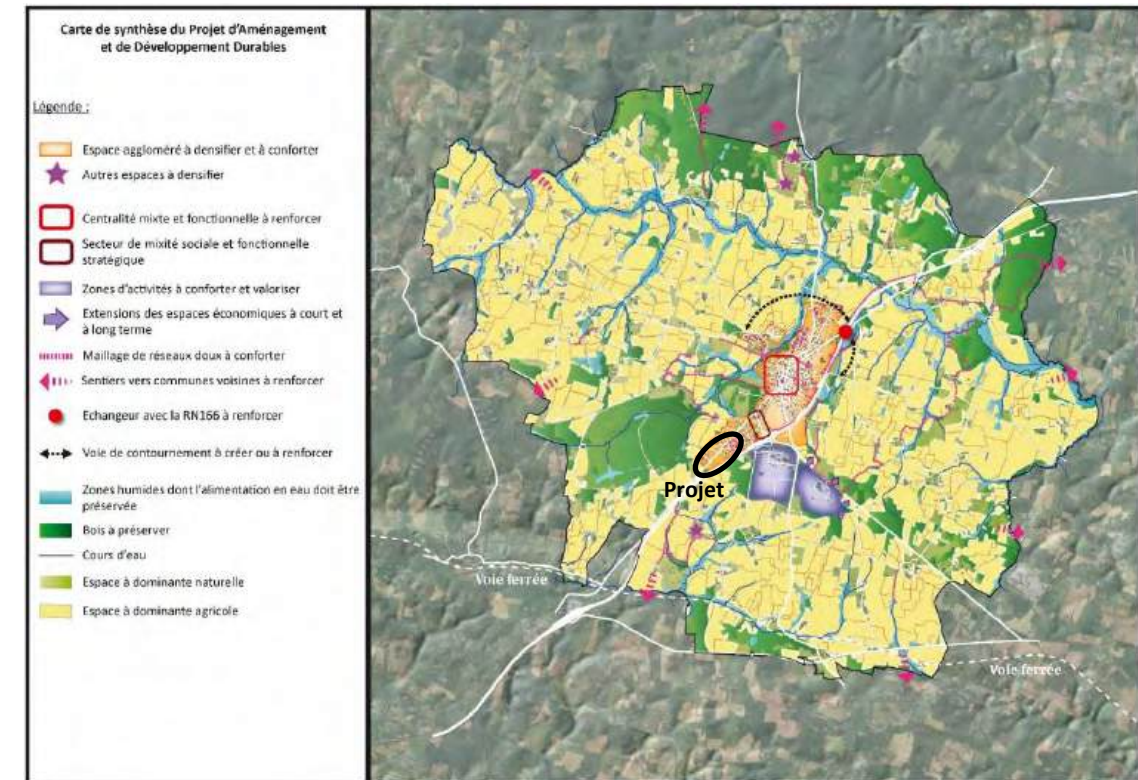 Carte de synthèse du Projet d'Aménagement
et de Développement Durables
Légende :
Espace aggloméré à densifier et à conforter
Autres espaces à densifier
Centralité mixte et fonctionnelle à renforcer
Secteur de mixité sociale et fonctionnelle
stratégique
Zones d'activités à conforter et valoriser
Extensions des espaces économiques à court et
à long terme
Maillage de réseaux doux à conforter
Sentiers vers communes voisines à renforcer
Echangeur avec la RN166 à renforcer
Voie de contournement à créer ou à renforcer
Zones humides dont l'alimentation en eau doit être
préservée
Bois à préserver
Cours d'eau
Espace à dominante naturelle
Espace à dominante agricole
Projet
Voie ferrée
Voie ferrée